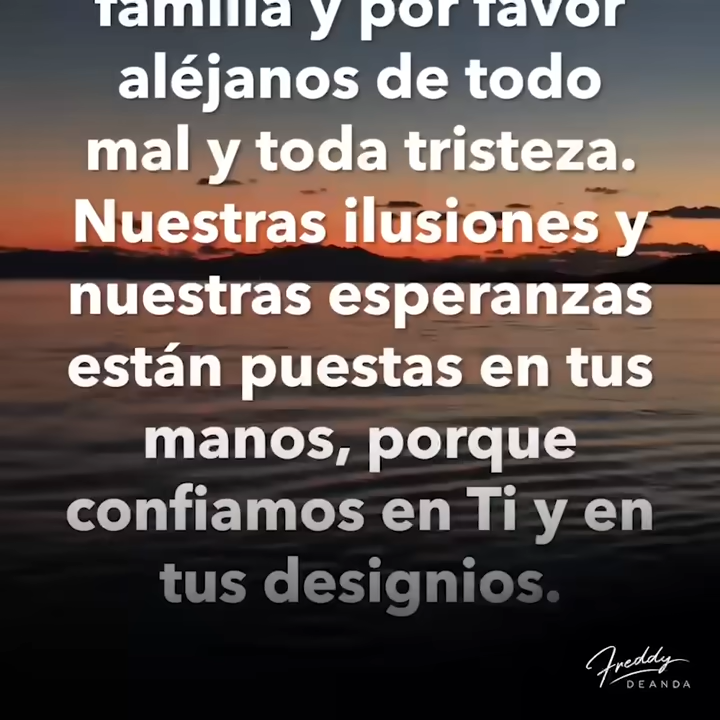 familia y por favor
aléjanos de todo
mal y toda tristeza.
Nuestras ilusiones y
nuestras esperanzas
están puestas en tus
manos, porque
confiamos en Ti y en
tus designios.
Freddy
DEANDA